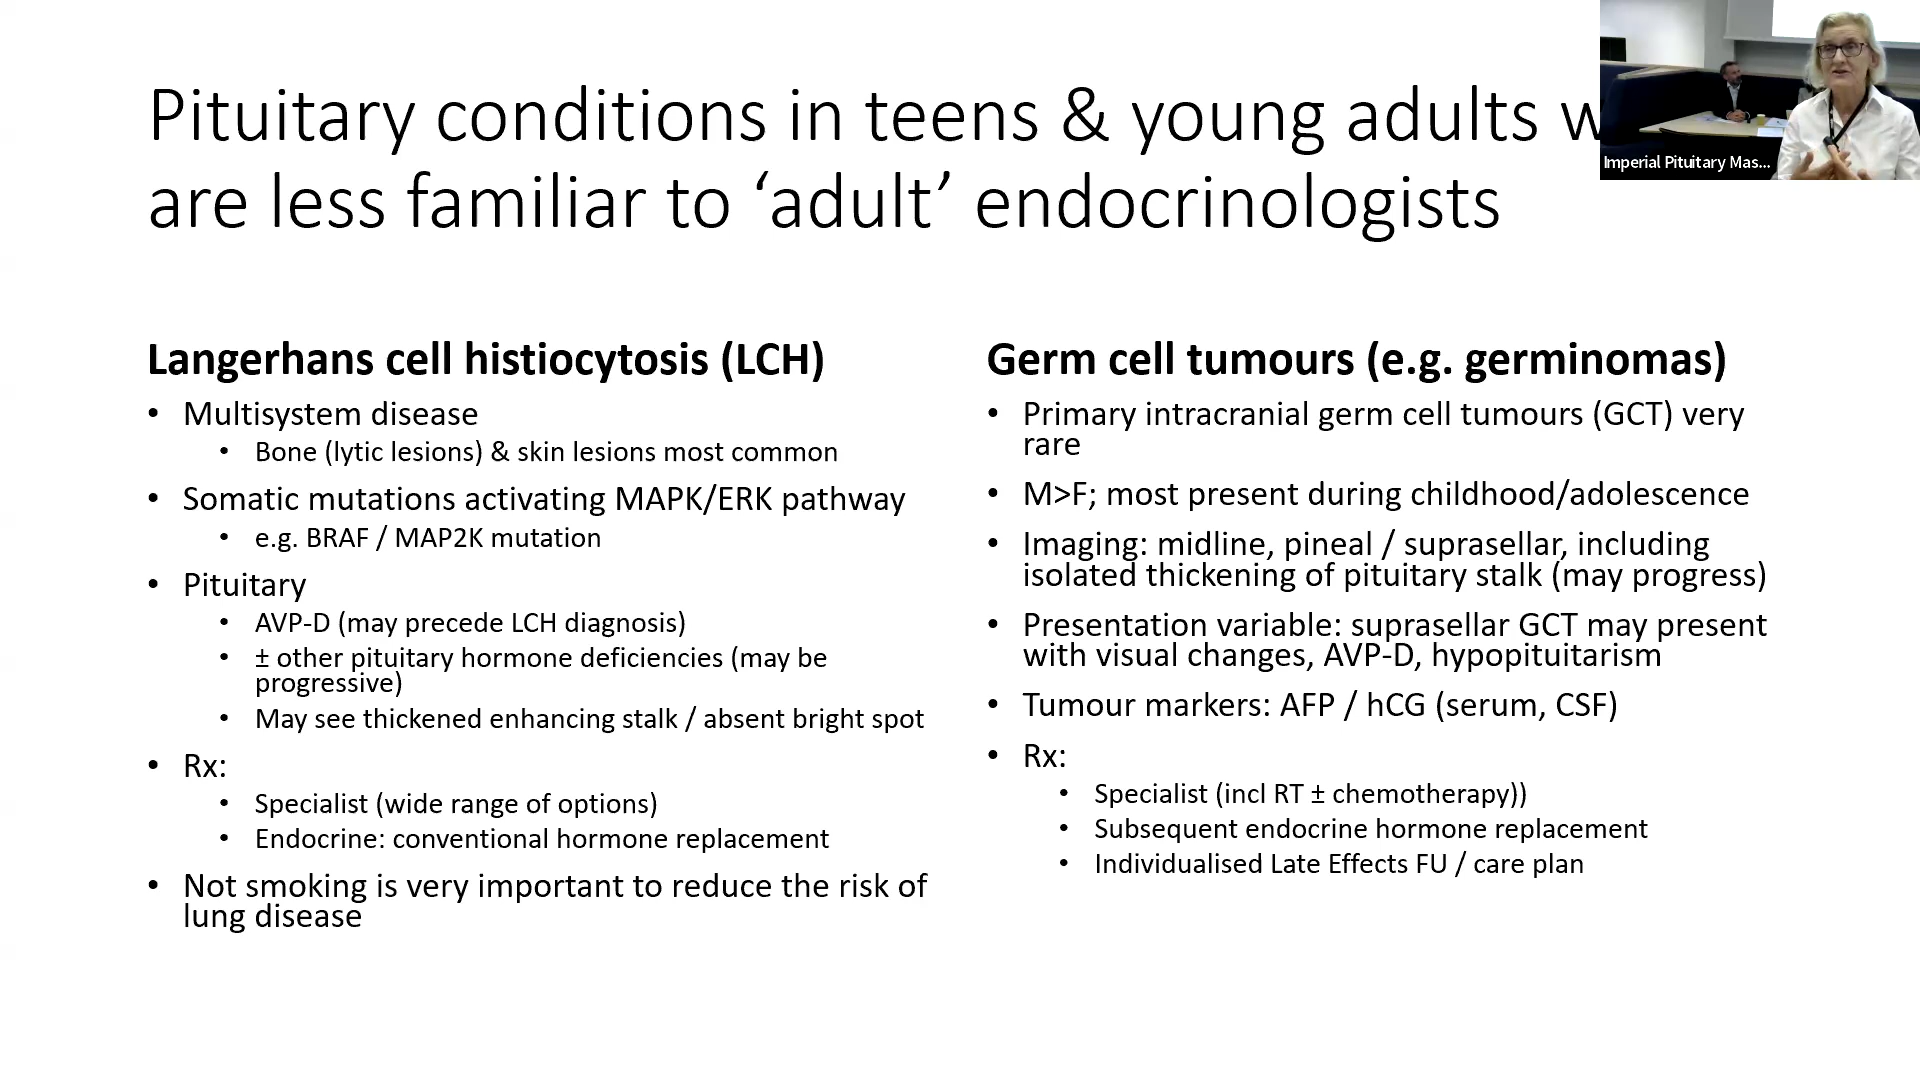 Pituitary conditions in teens & young adults
are less familiar to ‘adult’ endocrinologists
Imperial Pituitary Mas...
Langerhans cell histiocytosis (LCH)
• Multisystem disease
• Bone (lytic lesions) & skin lesions most common
• Somatic mutations activating MAPK/ERK pathway
• e.g. BRAF / MAP2K mutation
• Pituitary
• AVP-D (may precede LCH diagnosis)
• ± other pituitary hormone deficiencies (may be
progressive)
• May see thickened enhancing stalk / absent bright spot
• Rx:
• Specialist (wide range of options)
• Endocrine: conventional hormone replacement
• Not smoking is very important to reduce the risk of
lung disease
Germ cell tumours (e.g. germinomas)
• Primary intracranial germ cell tumours (GCT) very
rare
• M>F; most present during childhood/adolescence
• Imaging: midline, pineal / suprasellar, including
isolated thickening of pituitary stalk (may progress)
• Presentation variable: suprasellar GCT may present
with visual changes, AVP-D, hypopituitarism
• Tumour markers: AFP / hCG (serum, CSF)
• Rx:
• Specialist (incl RT ± chemotherapy))
• Subsequent endocrine hormone replacement
• Individualised Late Effects FU / care plan